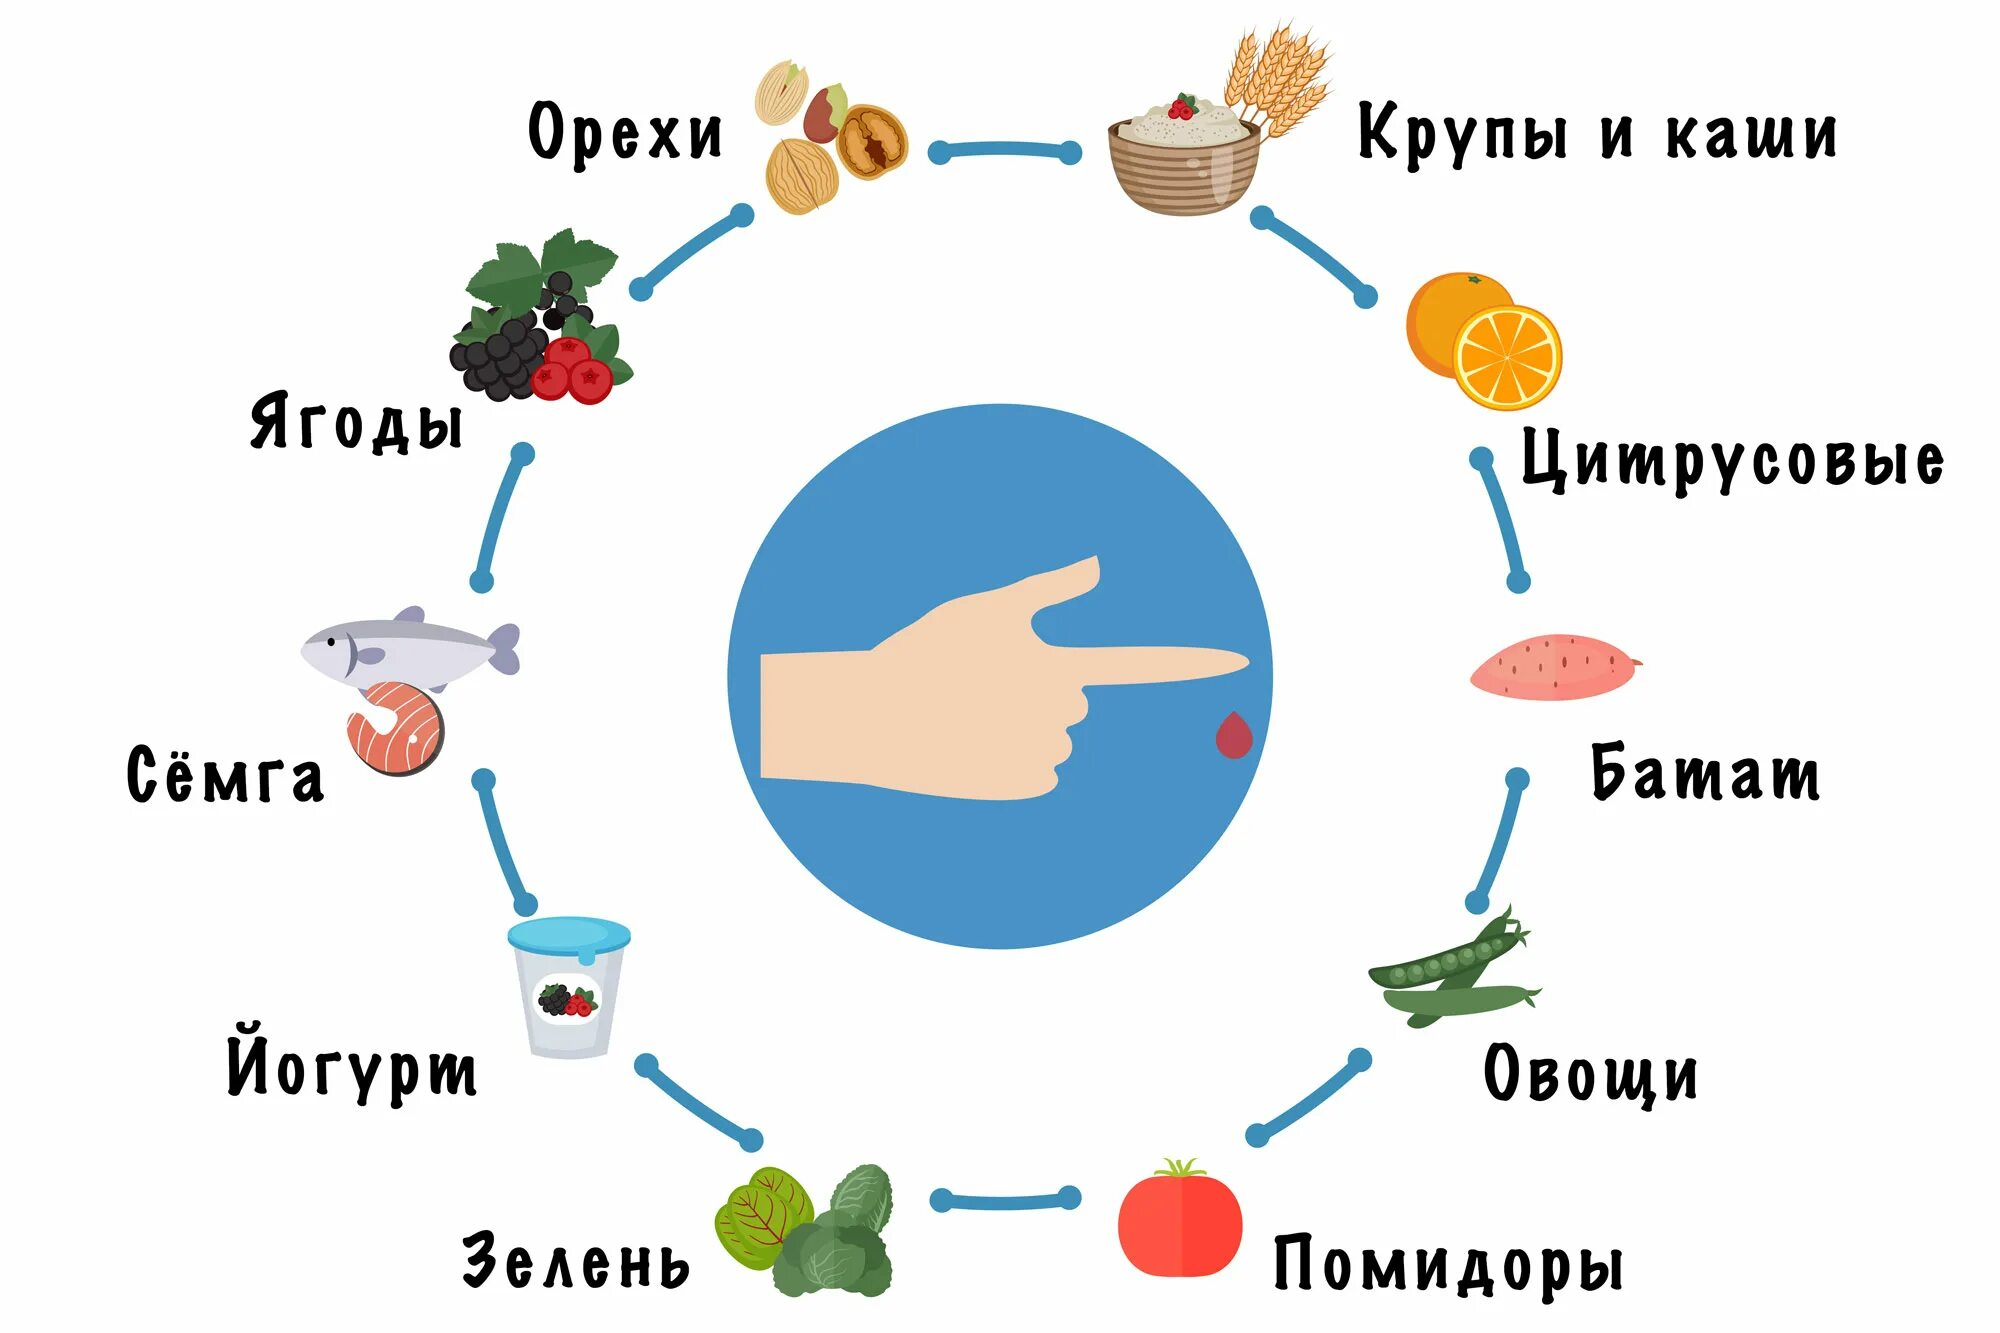 Орехи
Крупы и каши
Ягоды
Цитрусовые
Сёмга
Батат
Йогурт
Овощи
Зелень
Помидоры